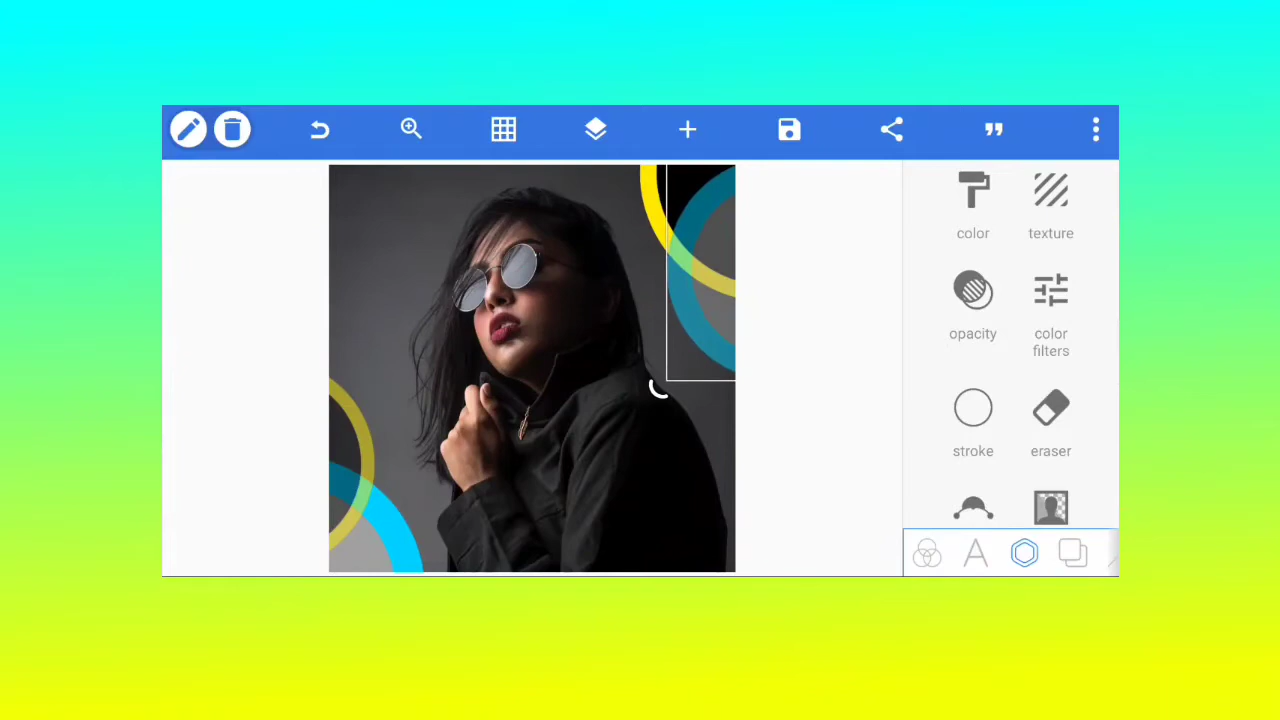 color
texture
opacity
color
filters
stroke
eraser